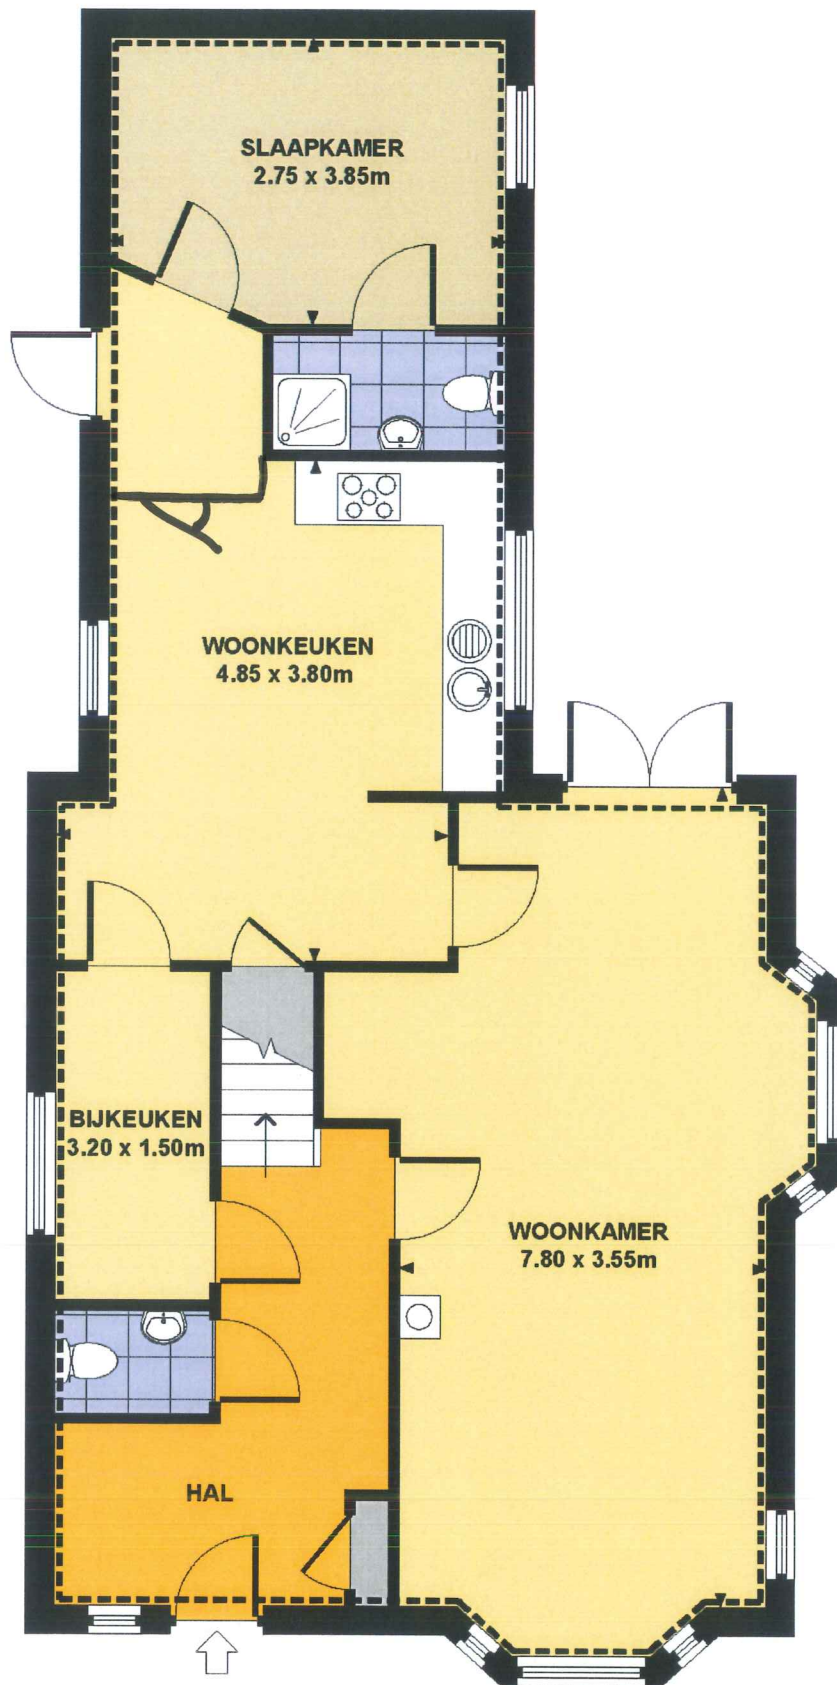 SLAAPKAMER
2.75 x 3.85m
WOONKEUKEN
4.85 x 3.80m
BIJKEUKEN
3.20 x 1.50m
WOONKAMER
7.80 x 3.55m
HAL